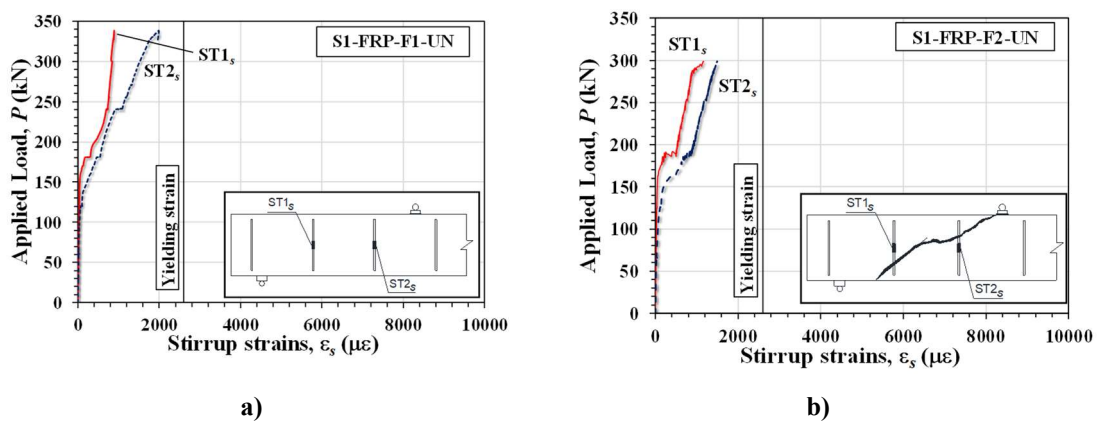 350
300
250
200
150
100
50
0
Applied Load, P (kN)
S1-FRP-F1-UN
ST1s
ST2s
Yielding strain
ST1s
ST2s
0 2000 4000 6000 8000 10000
Stirrup strains, εs (με)
a)
350
300
250
200
150
100
50
0
Applied Load, P (kN)
S1-FRP-F2-UN
ST1s
ST2s
Yielding strain
ST1s
ST2s
0 2000 4000 6000 8000 10000
Stirrup strains, εs (με)
b)